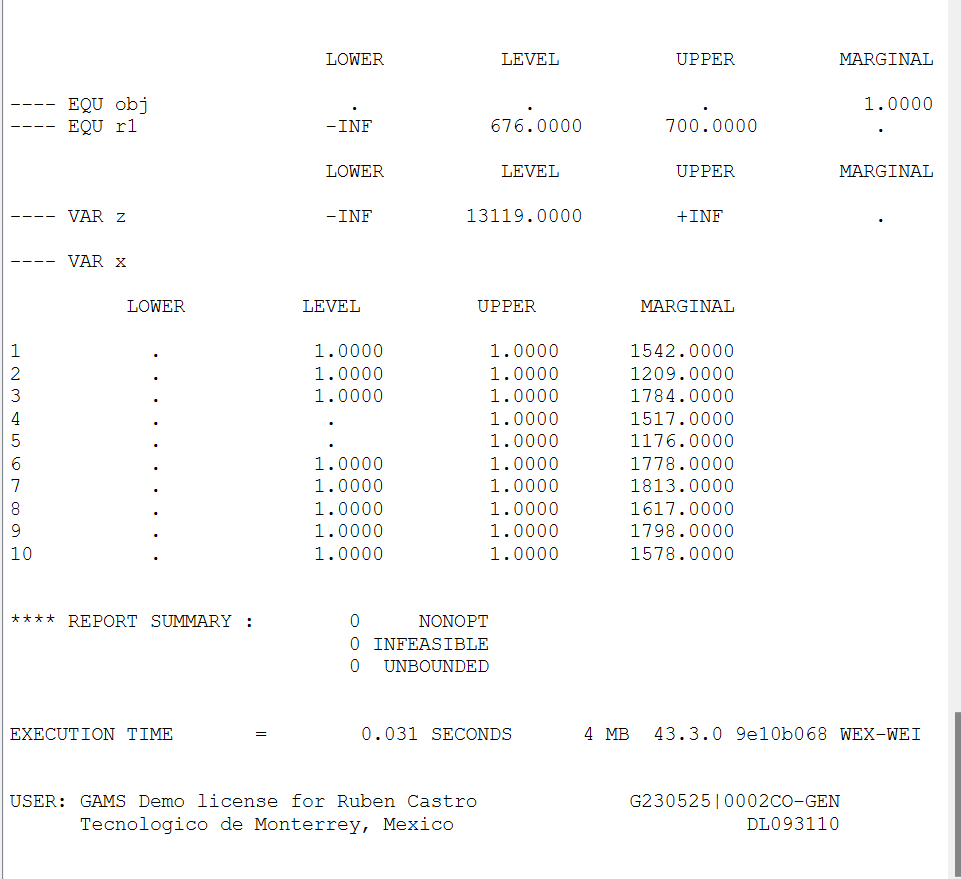 LOWER LEVEL UPPER MARGINAL
---- EQU obj . . . 1.0000
---- EQU r1 -INF 676.0000 700.0000 .
LOWER LEVEL UPPER MARGINAL
---- VAR z -INF 13119.0000 +INF .
---- VAR x
LOWER LEVEL UPPER MARGINAL
1 . 1.0000 1.0000 1542.0000
2 . 1.0000 1.0000 1209.0000
3 . 1.0000 1.0000 1784.0000
4 . . 1.0000 1517.0000
5 . . 1.0000 1176.0000
6 . 1.0000 1.0000 1778.0000
7 . 1.0000 1.0000 1813.0000
8 . 1.0000 1.0000 1617.0000
9 . 1.0000 1.0000 1798.0000
10 . 1.0000 1.0000 1578.0000
**** REPORT SUMMARY : 0 NONOPT
0 INFEASIBLE
0 UNBOUNDED
EXECUTION TIME = 0.031 SECONDS 4 MB 43.3.0 9e10b068 WEX-WEI
USER: GAMS Demo license for Ruben Castro G230525|0002CO-GEN
Tecnologico de Monterrey, Mexico DL093110